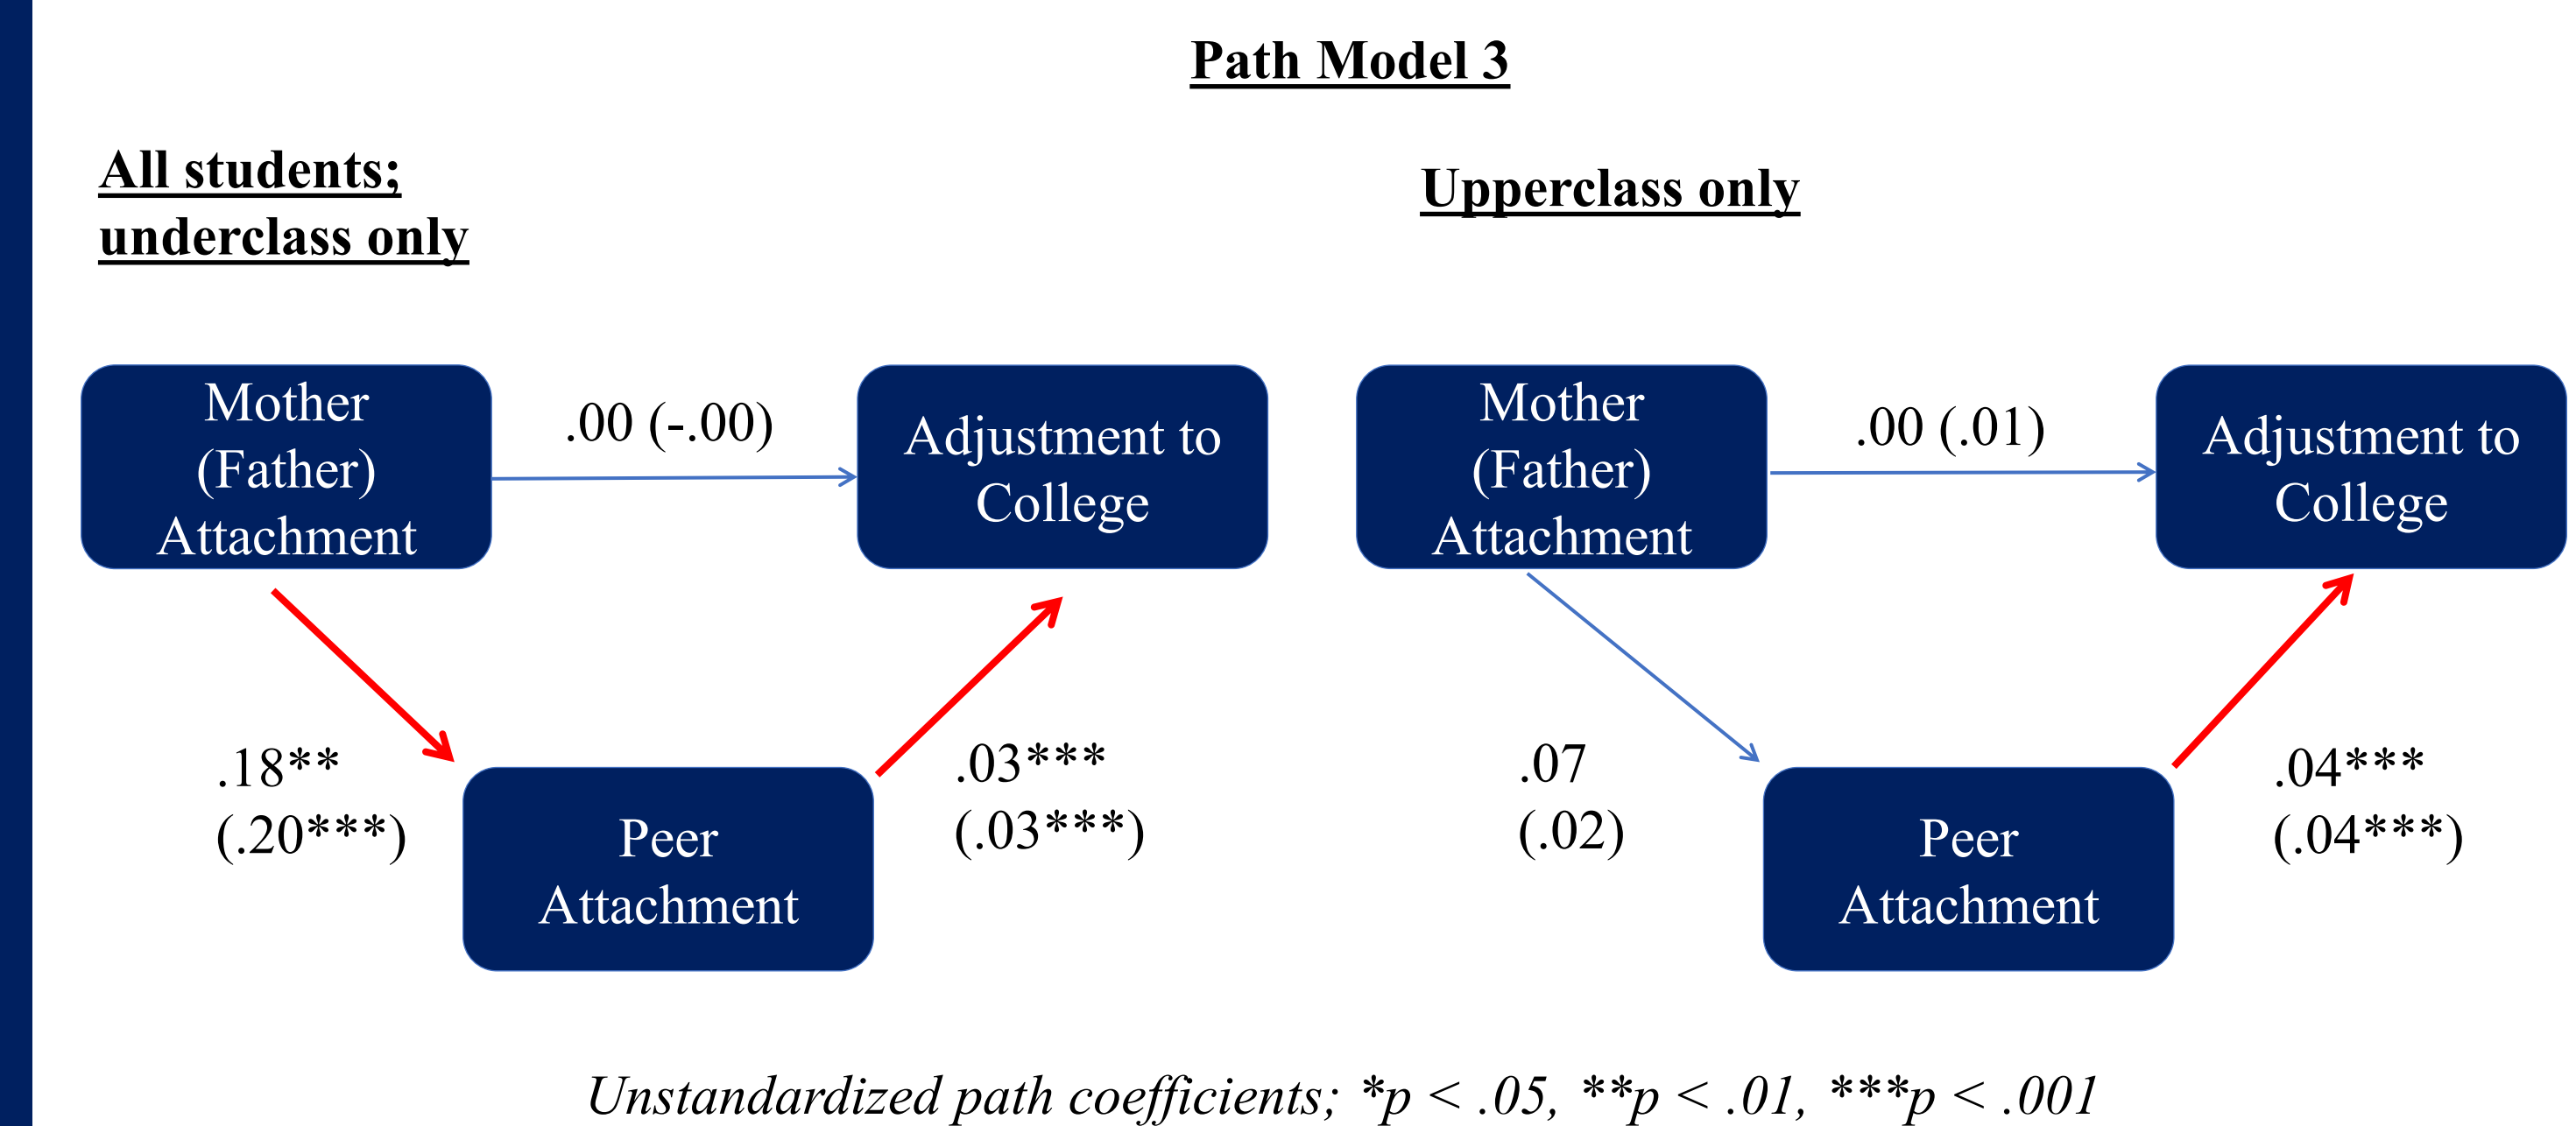 Path Model 3
All students;
underclass only
Upperclass only
Mother
(Father)
Attachment
.00 (-.00)
Adjustment to
College
.18**
(.20***)
Peer
Attachment
.03***
(.03***)
Mother
(Father)
Attachment
.00 (.01)
Adjustment to
College
.07
(.02)
Peer
Attachment
.04***
(.04***)
Unstandardized path coefficients; *p < .05, **p < .01, ***p < .001